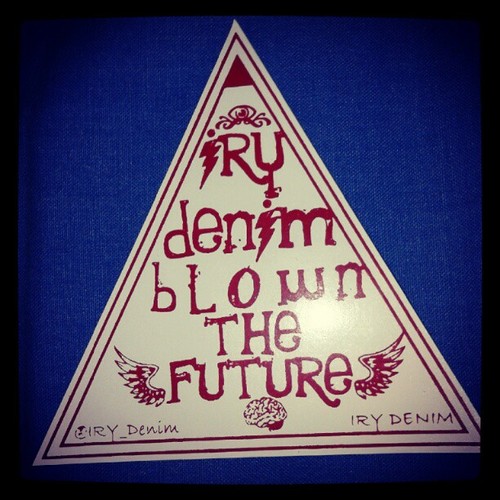 iRY
denim
bLown
THE
FUTURE
@IRY_Denim
IRY DENIM